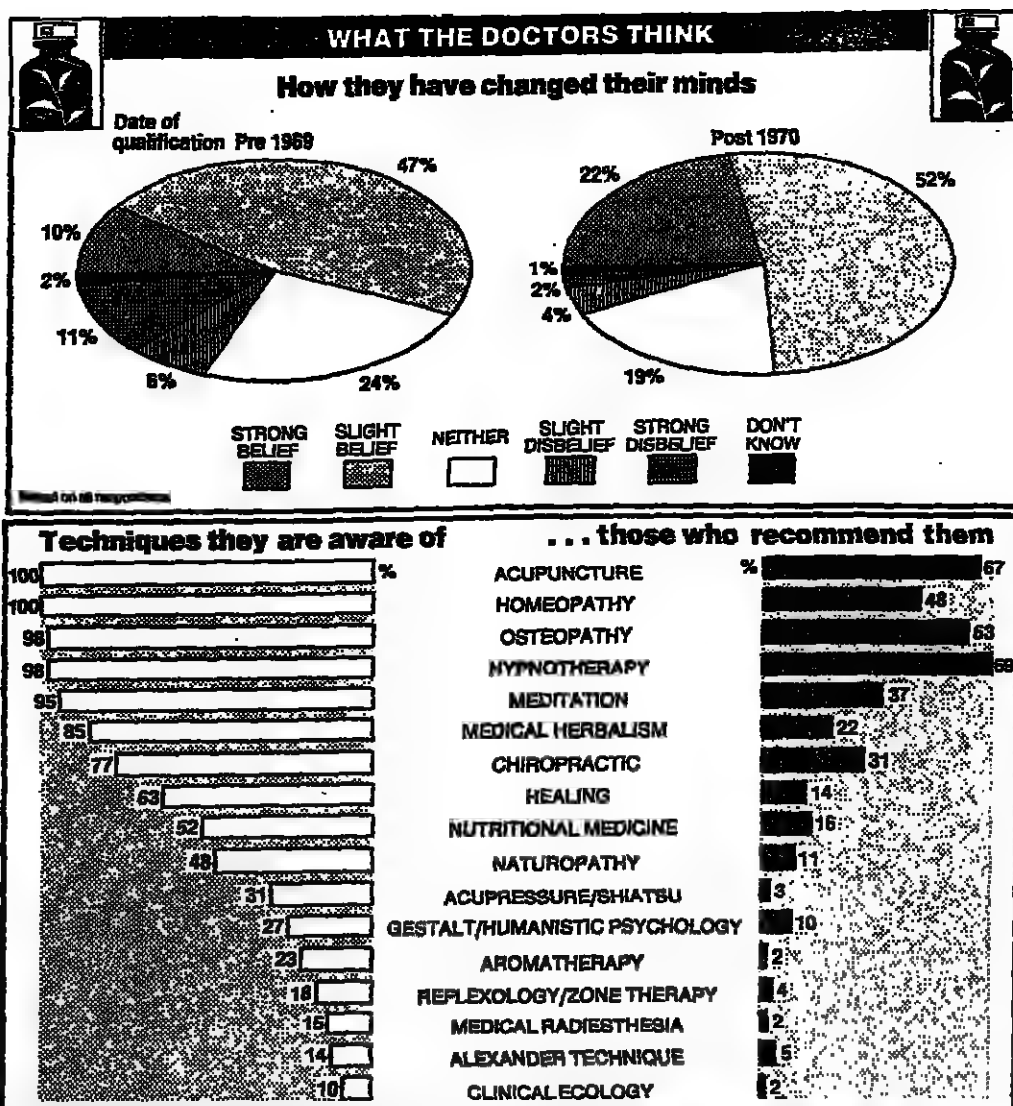 WHAT THE DOCTORS THINK
How they have changed their minds
Date of
qualification Pre 1969
47%
10%
2%
11%
6%
24%
Post 1970
22%
52%
1%
2%
4%
19%
STRONG BELIEF
SLIGHT BELIEF
NEITHER
SLIGHT DISBELIEF
STRONG DISBELIEF
DON'T KNOW
Based on all respondents
Techniques they are aware of ... those who recommend them
100 % ACUPUNCTURE % 67
100 HOMEOPATHY 48
98 OSTEOPATHY 63
98 HYPNOTHERAPY 69
95 MEDITATION 37
85 MEDICAL HERBALISM 22
77 CHIROPRACTIC 31
63 HEALING 14
52 NUTRITIONAL MEDICINE 16
48 NATUROPATHY 11
31 ACUPRESSURE/SHIATSU 3
27 GESTALT/HUMANISTIC PSYCHOLOGY 10
23 AROMATHERAPY 2
18 REFLEXOLOGY/ZONE THERAPY 4
15 MEDICAL RADIESTHESIA 2
14 ALEXANDER TECHNIQUE 5
10 CLINICAL ECOLOGY 2